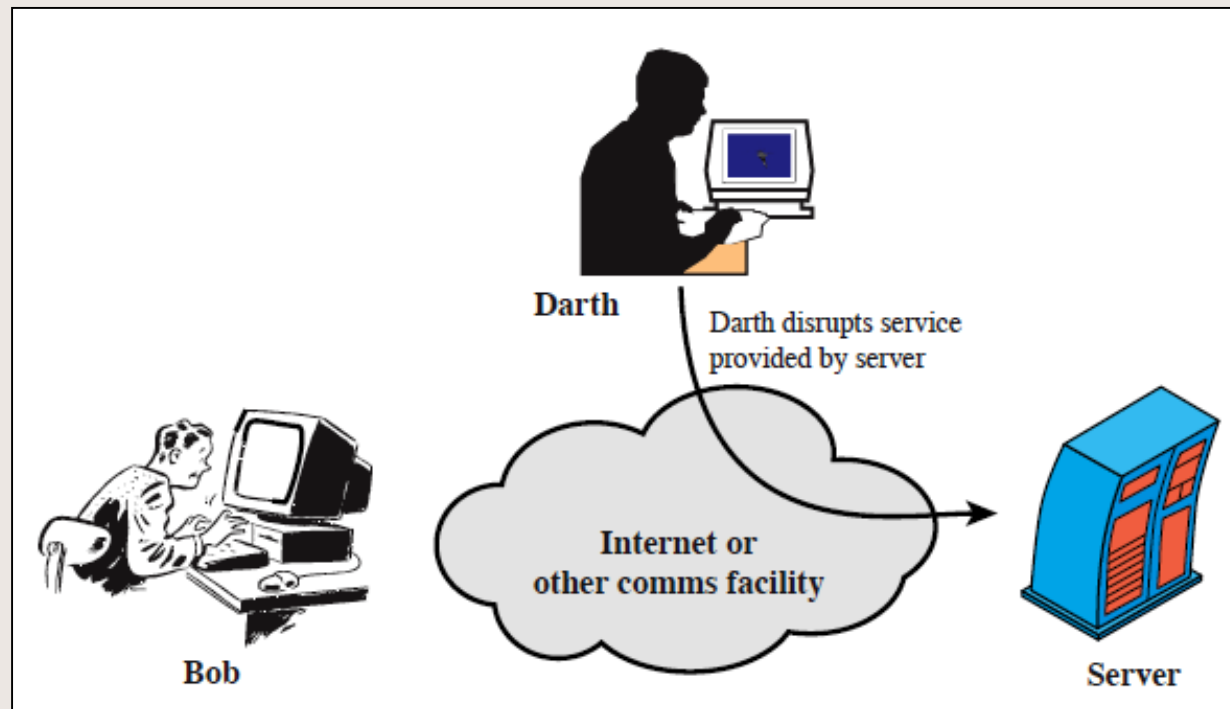 Darth
Darth disrupts service
provided by server
Internet or
other comms facility
Bob
Server